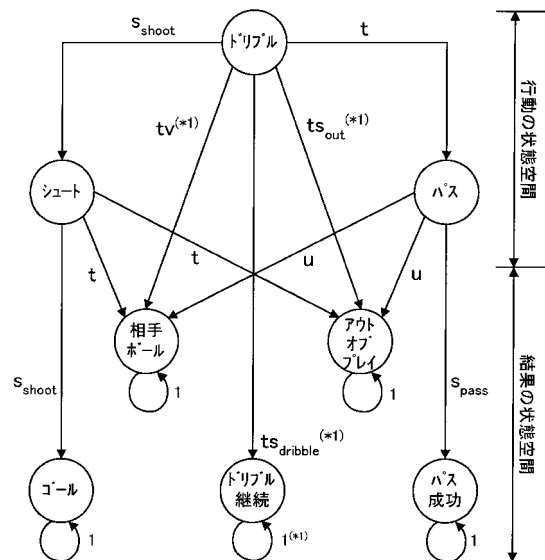 s_shoot
ドリブル
t
tv(*1)
ts_out(*1)
シュート
パス
行動の状態空間
t
t
u
u
相手
ボール
アウト
オブ
プレイ
1
1
s_shoot
ts_dribble(*1)
s_pass
結果の状態空間
ゴール
ドリブル
継続
パス
成功
1
1(*1)
1